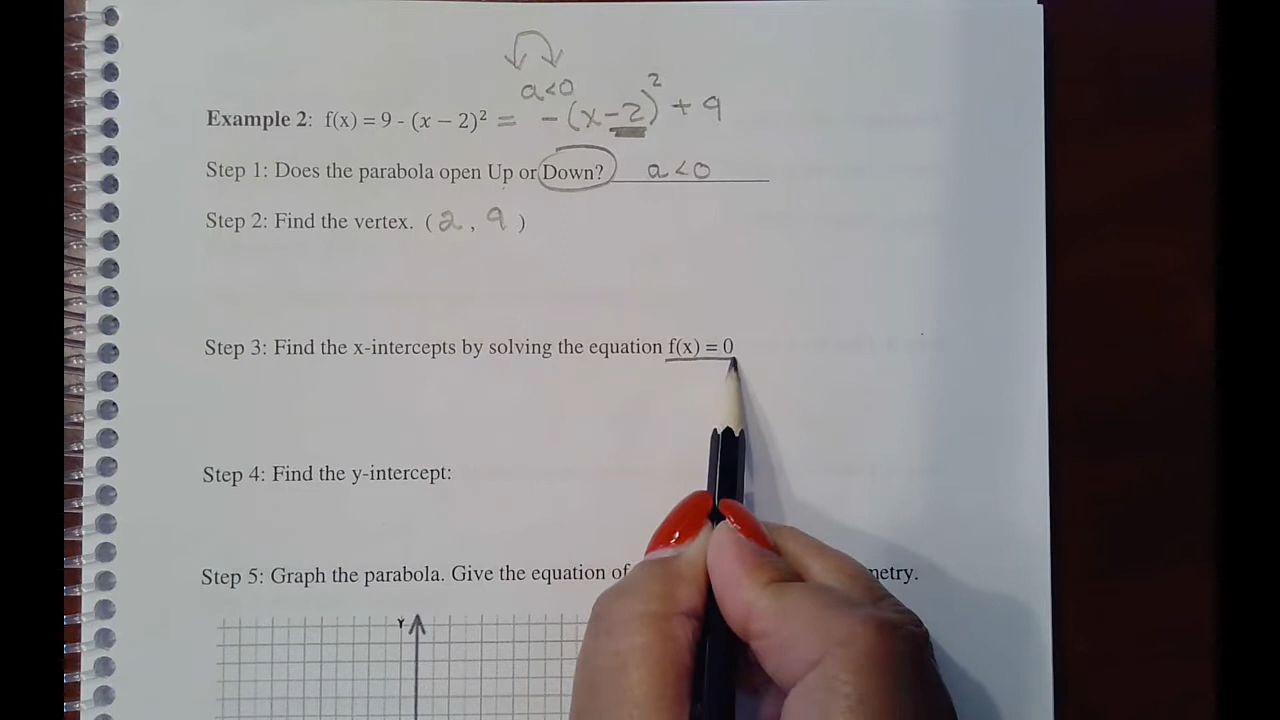 a<0
Example 2: f(x) = 9 - (x – 2)² = -(x-2)² + 9
Step 1: Does the parabola open Up or Down? a<0
Step 2: Find the vertex. (2, 9)
Step 3: Find the x-intercepts by solving the equation f(x) = 0
Step 4: Find the y-intercept:
Step 5: Graph the parabola. Give the equation of
Y